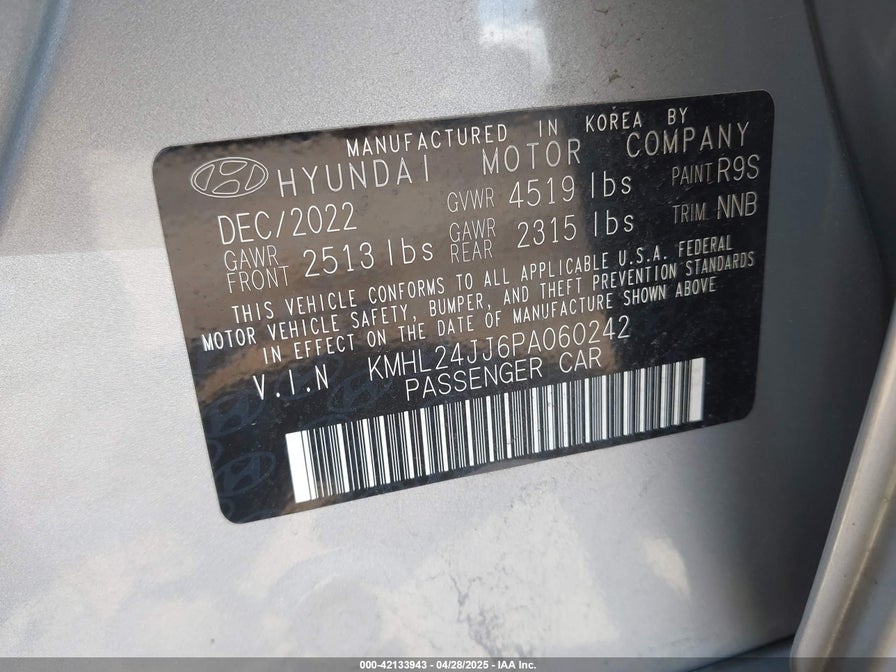 MANUFACTURED IN KOREA BY
HYUNDAI MOTOR COMPANY
DEC/2022 GVWR 4519 lbs PAINT R9S
GAWR FRONT 2513 lbs GAWR REAR 2315 lbs TRIM NNB
THIS VEHICLE CONFORMS TO ALL APPLICABLE U.S.A. FEDERAL
MOTOR VEHICLE SAFETY, BUMPER, AND THEFT PREVENTION STANDARDS
IN EFFECT ON THE DATE OF MANUFACTURE SHOWN ABOVE
V.I.N KMHL24JJ6PA060242
PASSENGER CAR
000-42133943 / 04/28/2025 - IAA Inc.